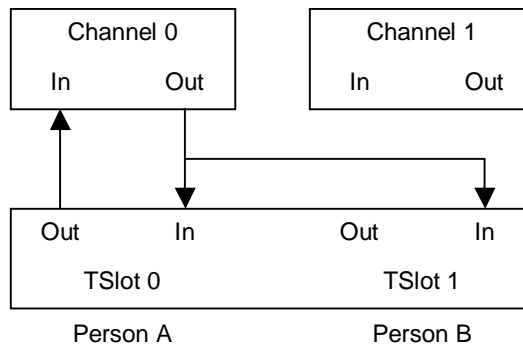 Channel 0 Channel 1
In Out In Out
Out In Out In
TSlot 0 TSlot 1
Person A Person B